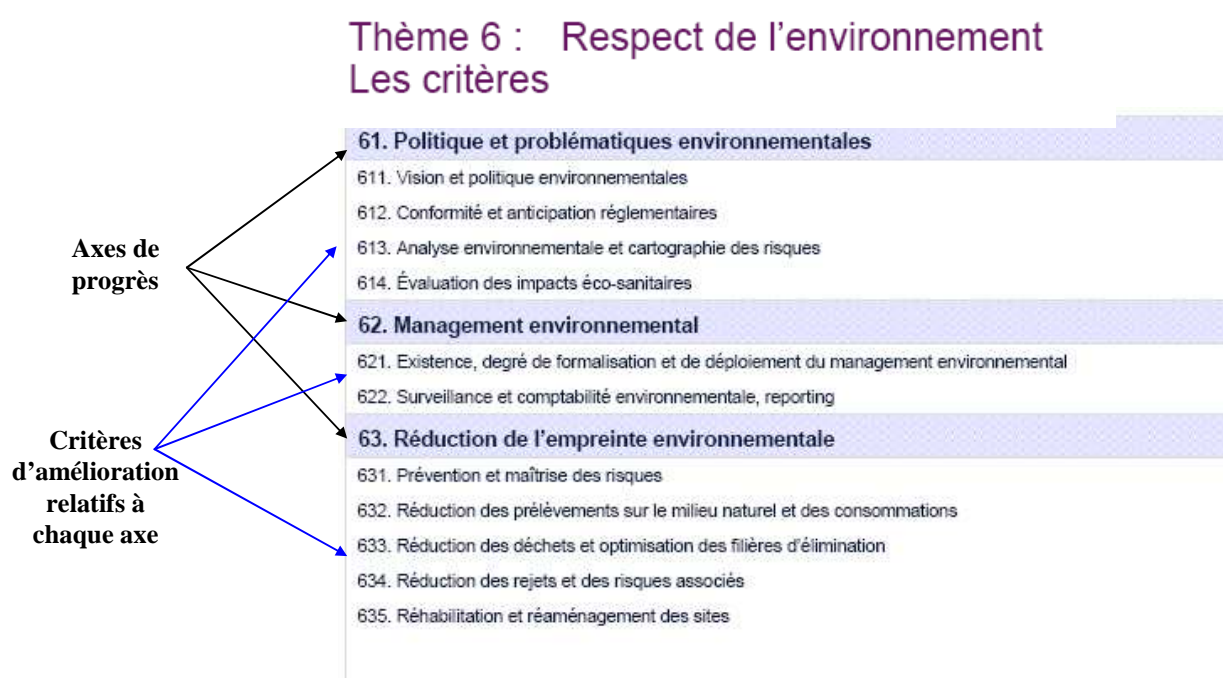 Thème 6 : Respect de l'environnement
Les critères
61. Politique et problématiques environnementales
611. Vision et politique environnementales
612. Conformité et anticipation réglementaires
Axes de
progrès
613. Analyse environnementale et cartographie des risques
614. Évaluation des impacts éco-sanitaires
62. Management environnemental
621. Existence, degré de formalisation et de déploiement du management environnemental
622. Surveillance et comptabilité environnementale, reporting
Critères
d'amélioration
relatifs à
chaque axe
63. Réduction de l'empreinte environnementale
631. Prévention et maîtrise des risques
632. Réduction des prélèvements sur le milieu naturel et des consommations
633. Réduction des déchets et optimisation des filières d'élimination
634. Réduction des rejets et des risques associés
635. Réhabilitation et réaménagement des sites